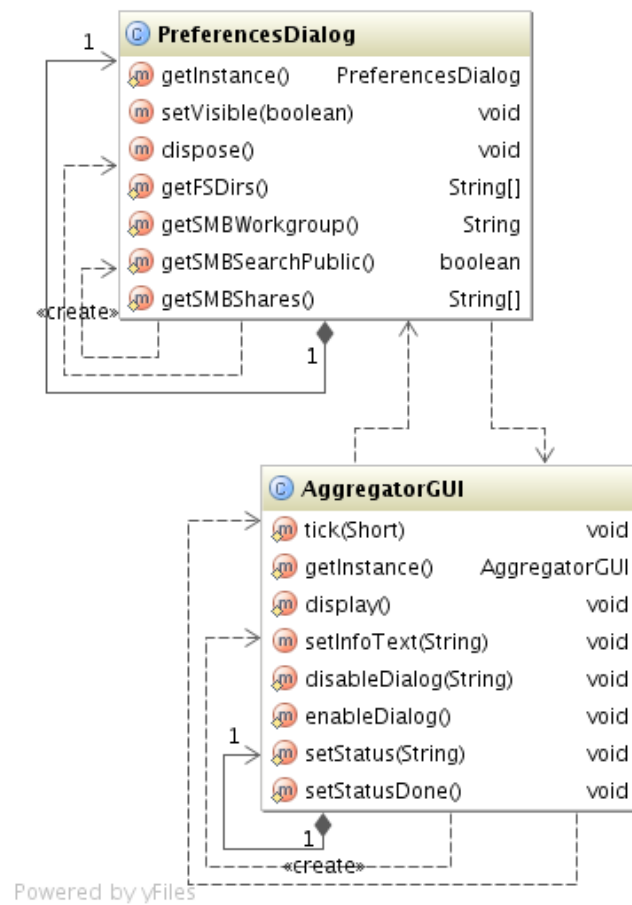 1
C PreferencesDialog
m getInstance() PreferencesDialog
m setVisible(boolean) void
m dispose() void
m getFSDirs() String[]
m getSMBWorkgroup() String
m getSMBSearchPublic() boolean
m getSMBShares() String[]
«create»
1
C AggregatorGUI
m tick(Short) void
m getInstance() AggregatorGUI
m display() void
m setInfoText(String) void
m disableDialog(String) void
m enableDialog() void
1
m setStatus(String) void
m setStatusDone() void
1
«create»
Powered by yFiles